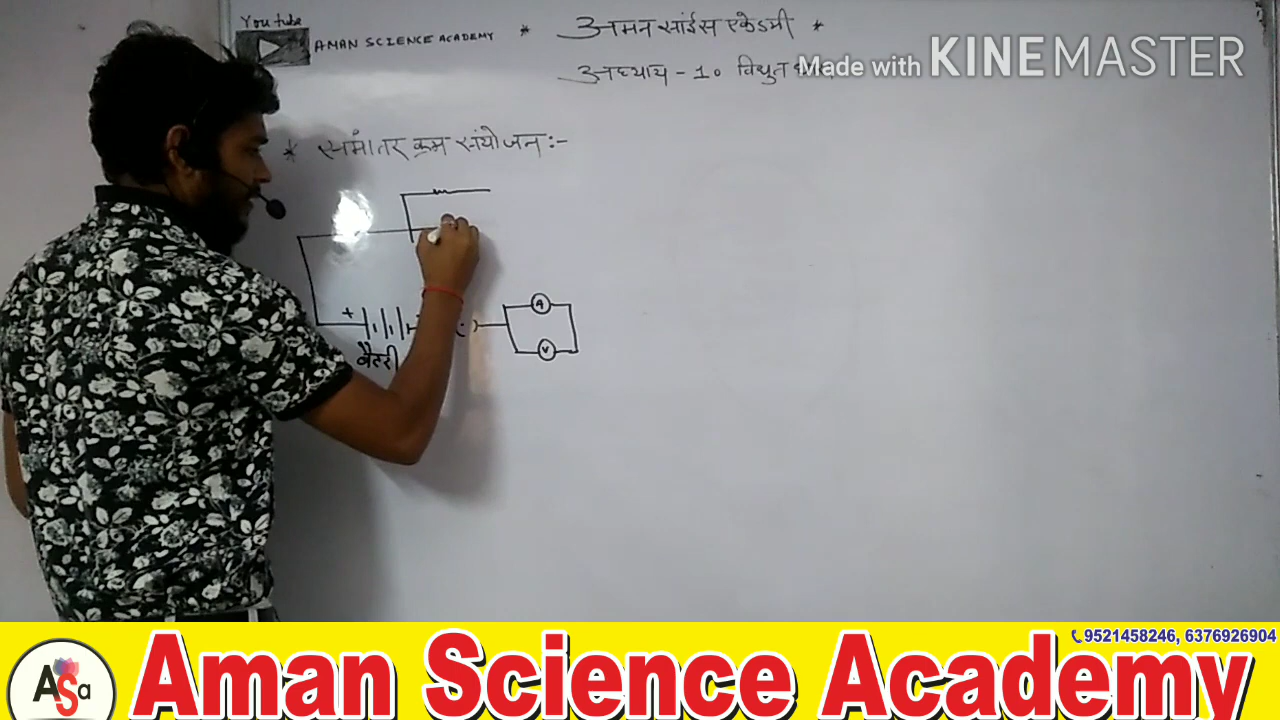 You tube
AMAN SCIENCE ACADEMY * अमन साांईस एकेडमी *
अध्याय - 10 विद्युत
Made with KINEMASTER
* समांतर क्रम संयोजन :-
+
A
V
बैटरी
9521458246, 6376926904
ASa
Aman Science Academy